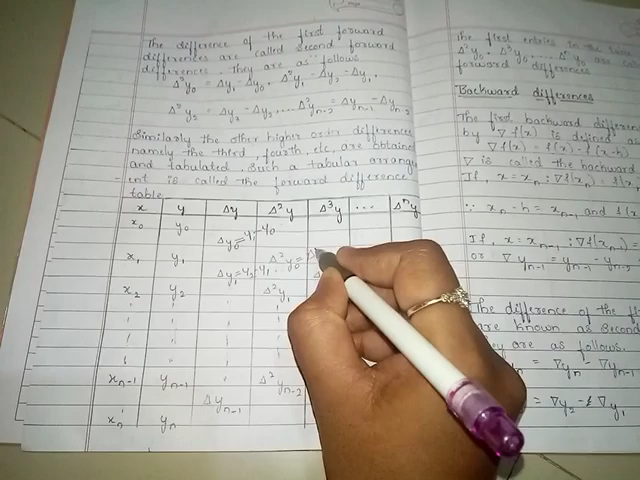 The difference of the first forward
differences are called second forward
differences. They are as follows
Δ²y₀ = Δy₁ - Δy₀. Δ²y₁ = Δy₂ - Δy₁.
Δ²y₂ = Δy₃ - Δy₂ .... Δ²yₙ₋₁ = Δyₙ₋₁ - Δyₙ₋₂
Similarly the other higher order differences
namely the third, fourth, etc, are obtained
and tabulated. Such a tabular arrangem
ent is called the forward difference
table
x y Δy Δ²y Δ³y ... Δⁿy
x₀ y₀
Δy₀ = y₁ - y₀
x₁ y₁ Δ²y₀ =
Δy₁ = y₂ - y₁
x₂ y₂ Δ²y₁
xₙ₋₁ yₙ₋₁ Δ²yₙ₋₂
Δyₙ₋₁
xₙ yₙ
The first entries in the
Δ²y₀, Δ³y₀, .... Δⁿy₀ are
forward differences
Backward differences
The first backward differen
by ∇f(x) is defined as
∇f(x) = f(x) - f(x-h)
∇ is called the backward
If, x = xₙ ; ∇f(xₙ) = f(xₙ
∵ xₙ - h = xₙ₋₁ and f(x
If, x = xₙ₋₁ ; ∇f(xₙ₋₁) =
or ∇yₙ₋₁ = yₙ₋₁ - yₙ₋₂
The difference of the fi
are known as Second
They are as follows.
= ∇yₙ - ∇yₙ₋₁
= ∇y₂ - ∇y₁